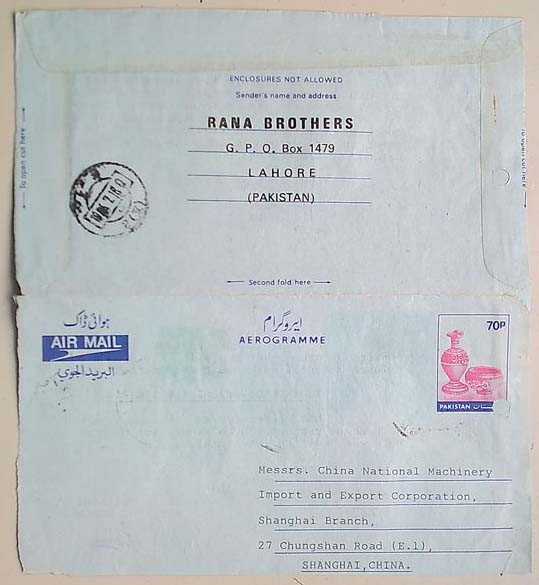 ENCLOSURES NOT ALLOWED
Sender's name and address
RANA BROTHERS
G. P. O. Box 1479
LAHORE
(PAKISTAN)
To open cut here
To open cut here
Second fold here
ہوائی ڈاک
AIR MAIL
البريد الجوي
ایروگرام
AEROGRAMME
70P
PAKISTAN پاکستان
Messrs. China National Machinery
Import and Export Corporation,
Shanghai Branch,
27 Chungshan Road (E.1),
SHANGHAI,CHINA.